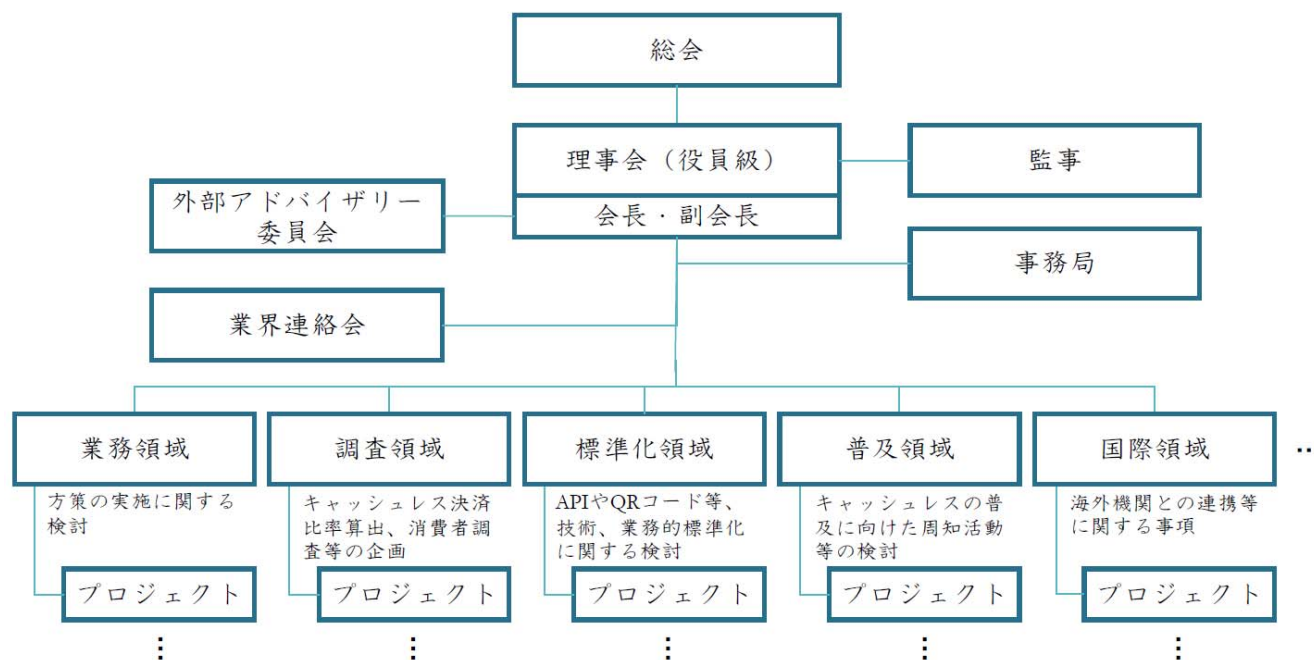 総会
理事会（役員級）
監事
外部アドバイザリー
委員会
会長・副会長
事務局
業界連絡会
業務領域
調査領域
標準化領域
普及領域
国際領域
…
方策の実施に関する
検討
キャッシュレス決済
比率算出、消費者調
査等の企画
APIやQRコード等、
技術、業務的標準化
に関する検討
キャッシュレスの普
及に向けた周知活動
等の検討
海外機関との連携等
に関する事項
プロジェクト
プロジェクト
プロジェクト
プロジェクト
プロジェクト